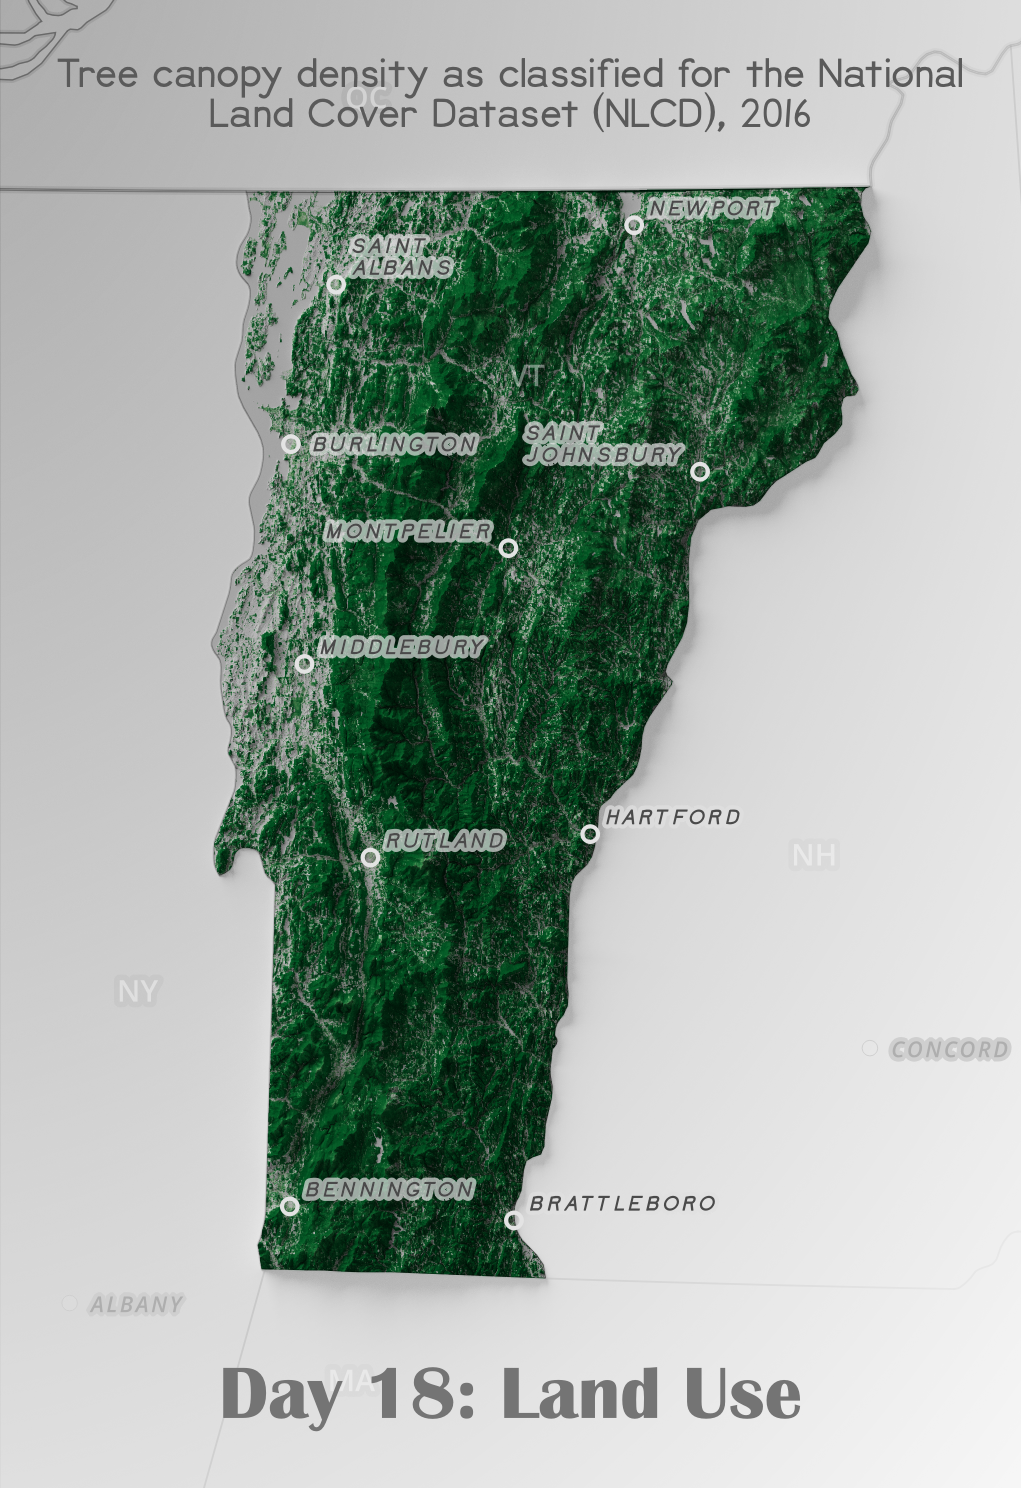 Tree canopy density as classified for the National
QC
Land Cover Dataset (NLCD), 2016
NEWPORT
SAINT
ALBANS
VT
SAINT
JOHNSBURY
BURLINGTON
MONTPELIER
MIDDLEBURY
HARTFORD
RUTLAND
NH
NY
CONCORD
BENNINGTON
BRATTLEBORO
ALBANY
MA
Day 18: Land Use